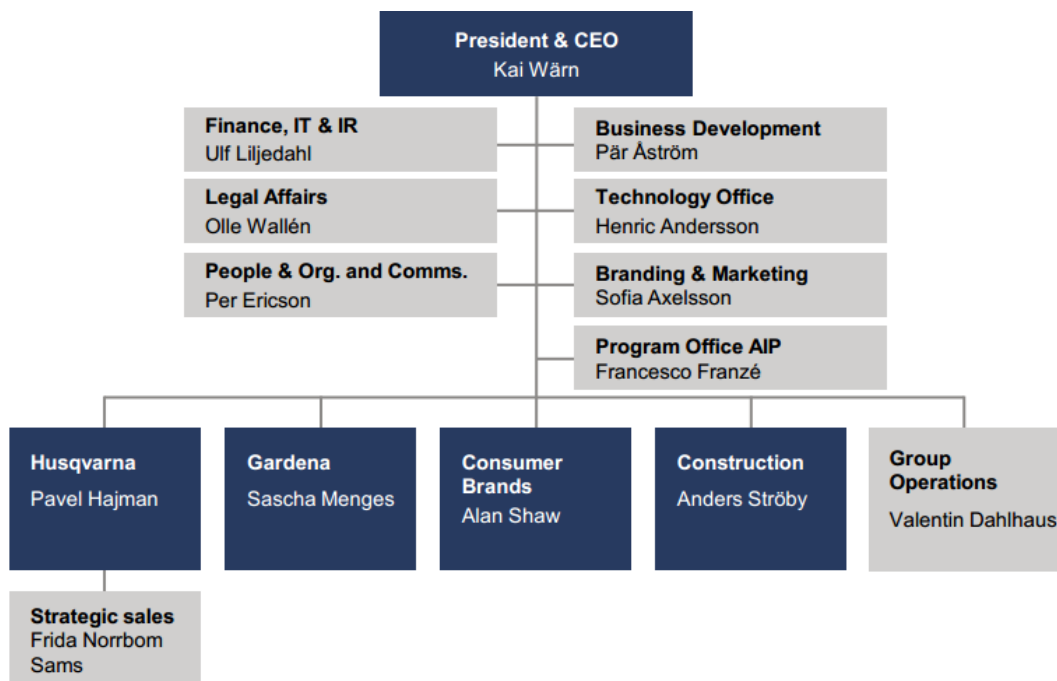 President & CEO
Kai Wärn
Finance, IT & IR
Ulf Liljedahl
Business Development
Pär Åström
Legal Affairs
Olle Wallén
Technology Office
Henric Andersson
People & Org. and Comms.
Per Ericson
Branding & Marketing
Sofia Axelsson
Program Office AIP
Francesco Franzé
Husqvarna
Pavel Hajman
Gardena
Sascha Menges
Consumer
Brands
Alan Shaw
Construction
Anders Ströby
Group
Operations
Valentin Dahlhaus
Strategic sales
Frida Norrbom
Sams